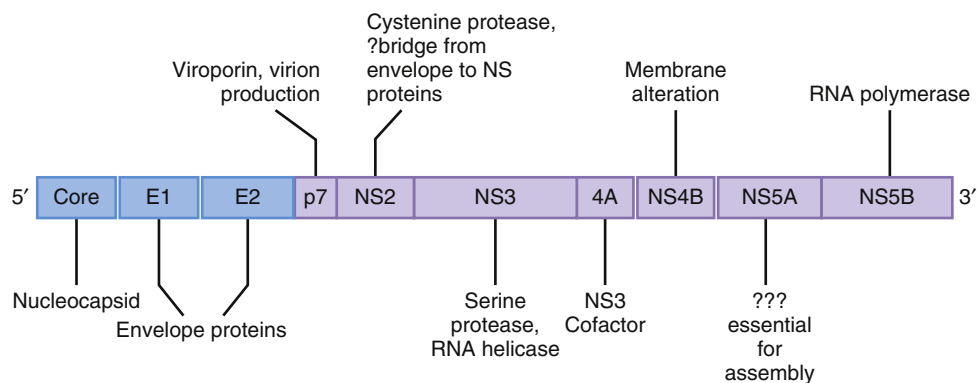 Cystenine protease,
?bridge from
envelope to NS
proteins
Viroporin, virion
production
Membrane
alteration
RNA polymerase
5′ Core E1 E2 p7 NS2 NS3 4A NS4B NS5A NS5B 3′
Nucleocapsid
Envelope proteins
Serine
protease,
RNA helicase
NS3
Cofactor
???
essential
for
assembly